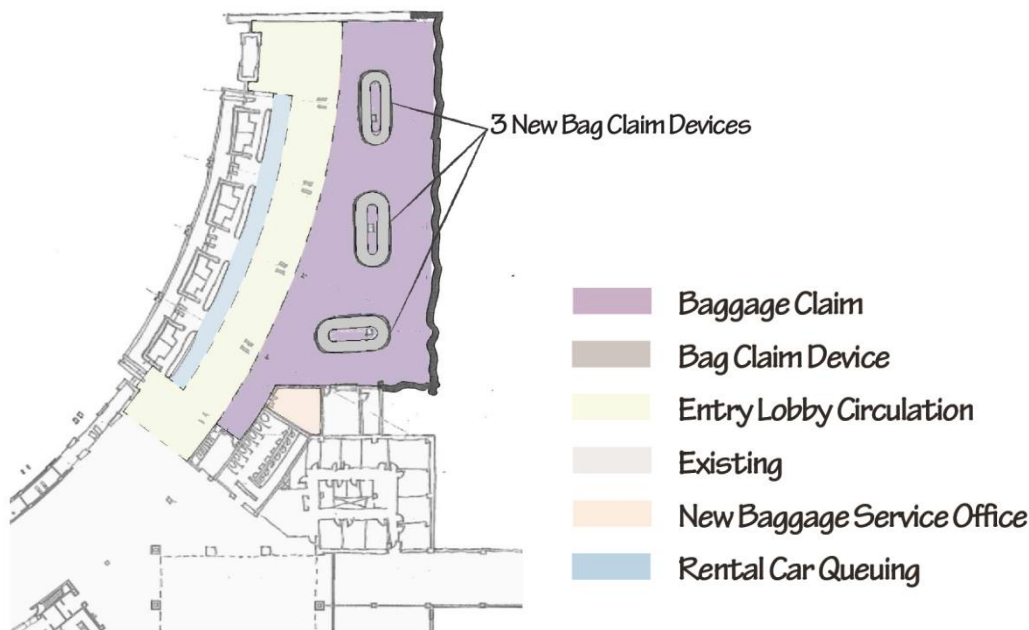 3 New Bag Claim Devices
Baggage Claim
Bag Claim Device
Entry Lobby Circulation
Existing
New Baggage Service Office
Rental Car Queuing